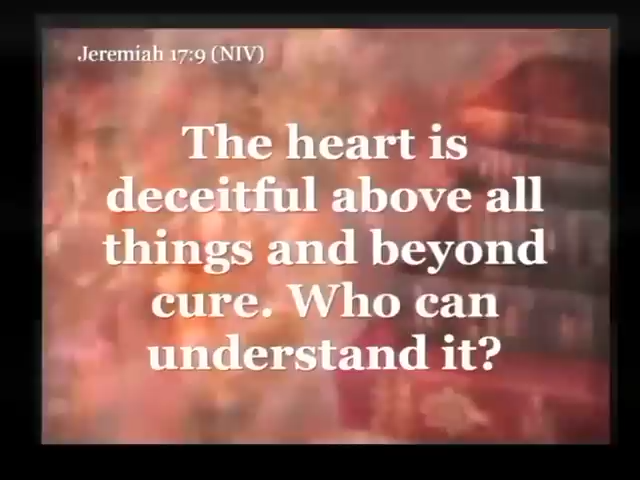 Jeremiah 17:9 (NIV)
The heart is
deceitful above all
things and beyond
cure. Who can
understand it?